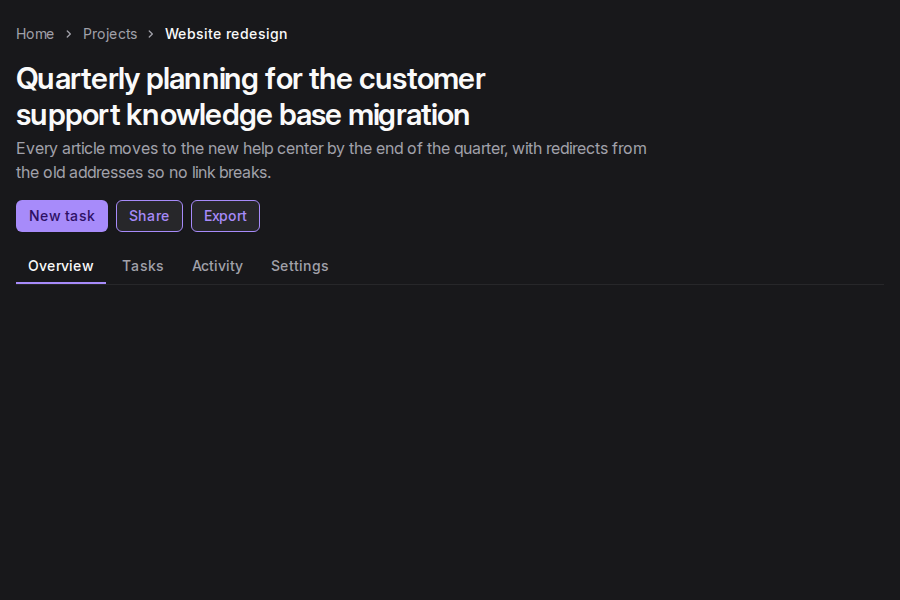 Home > Projects > Website redesign
Quarterly planning for the customer
support knowledge base migration
Every article moves to the new help center by the end of the quarter, with redirects from
the old addresses so no link breaks.
New task Share Export
Overview Tasks Activity Settings